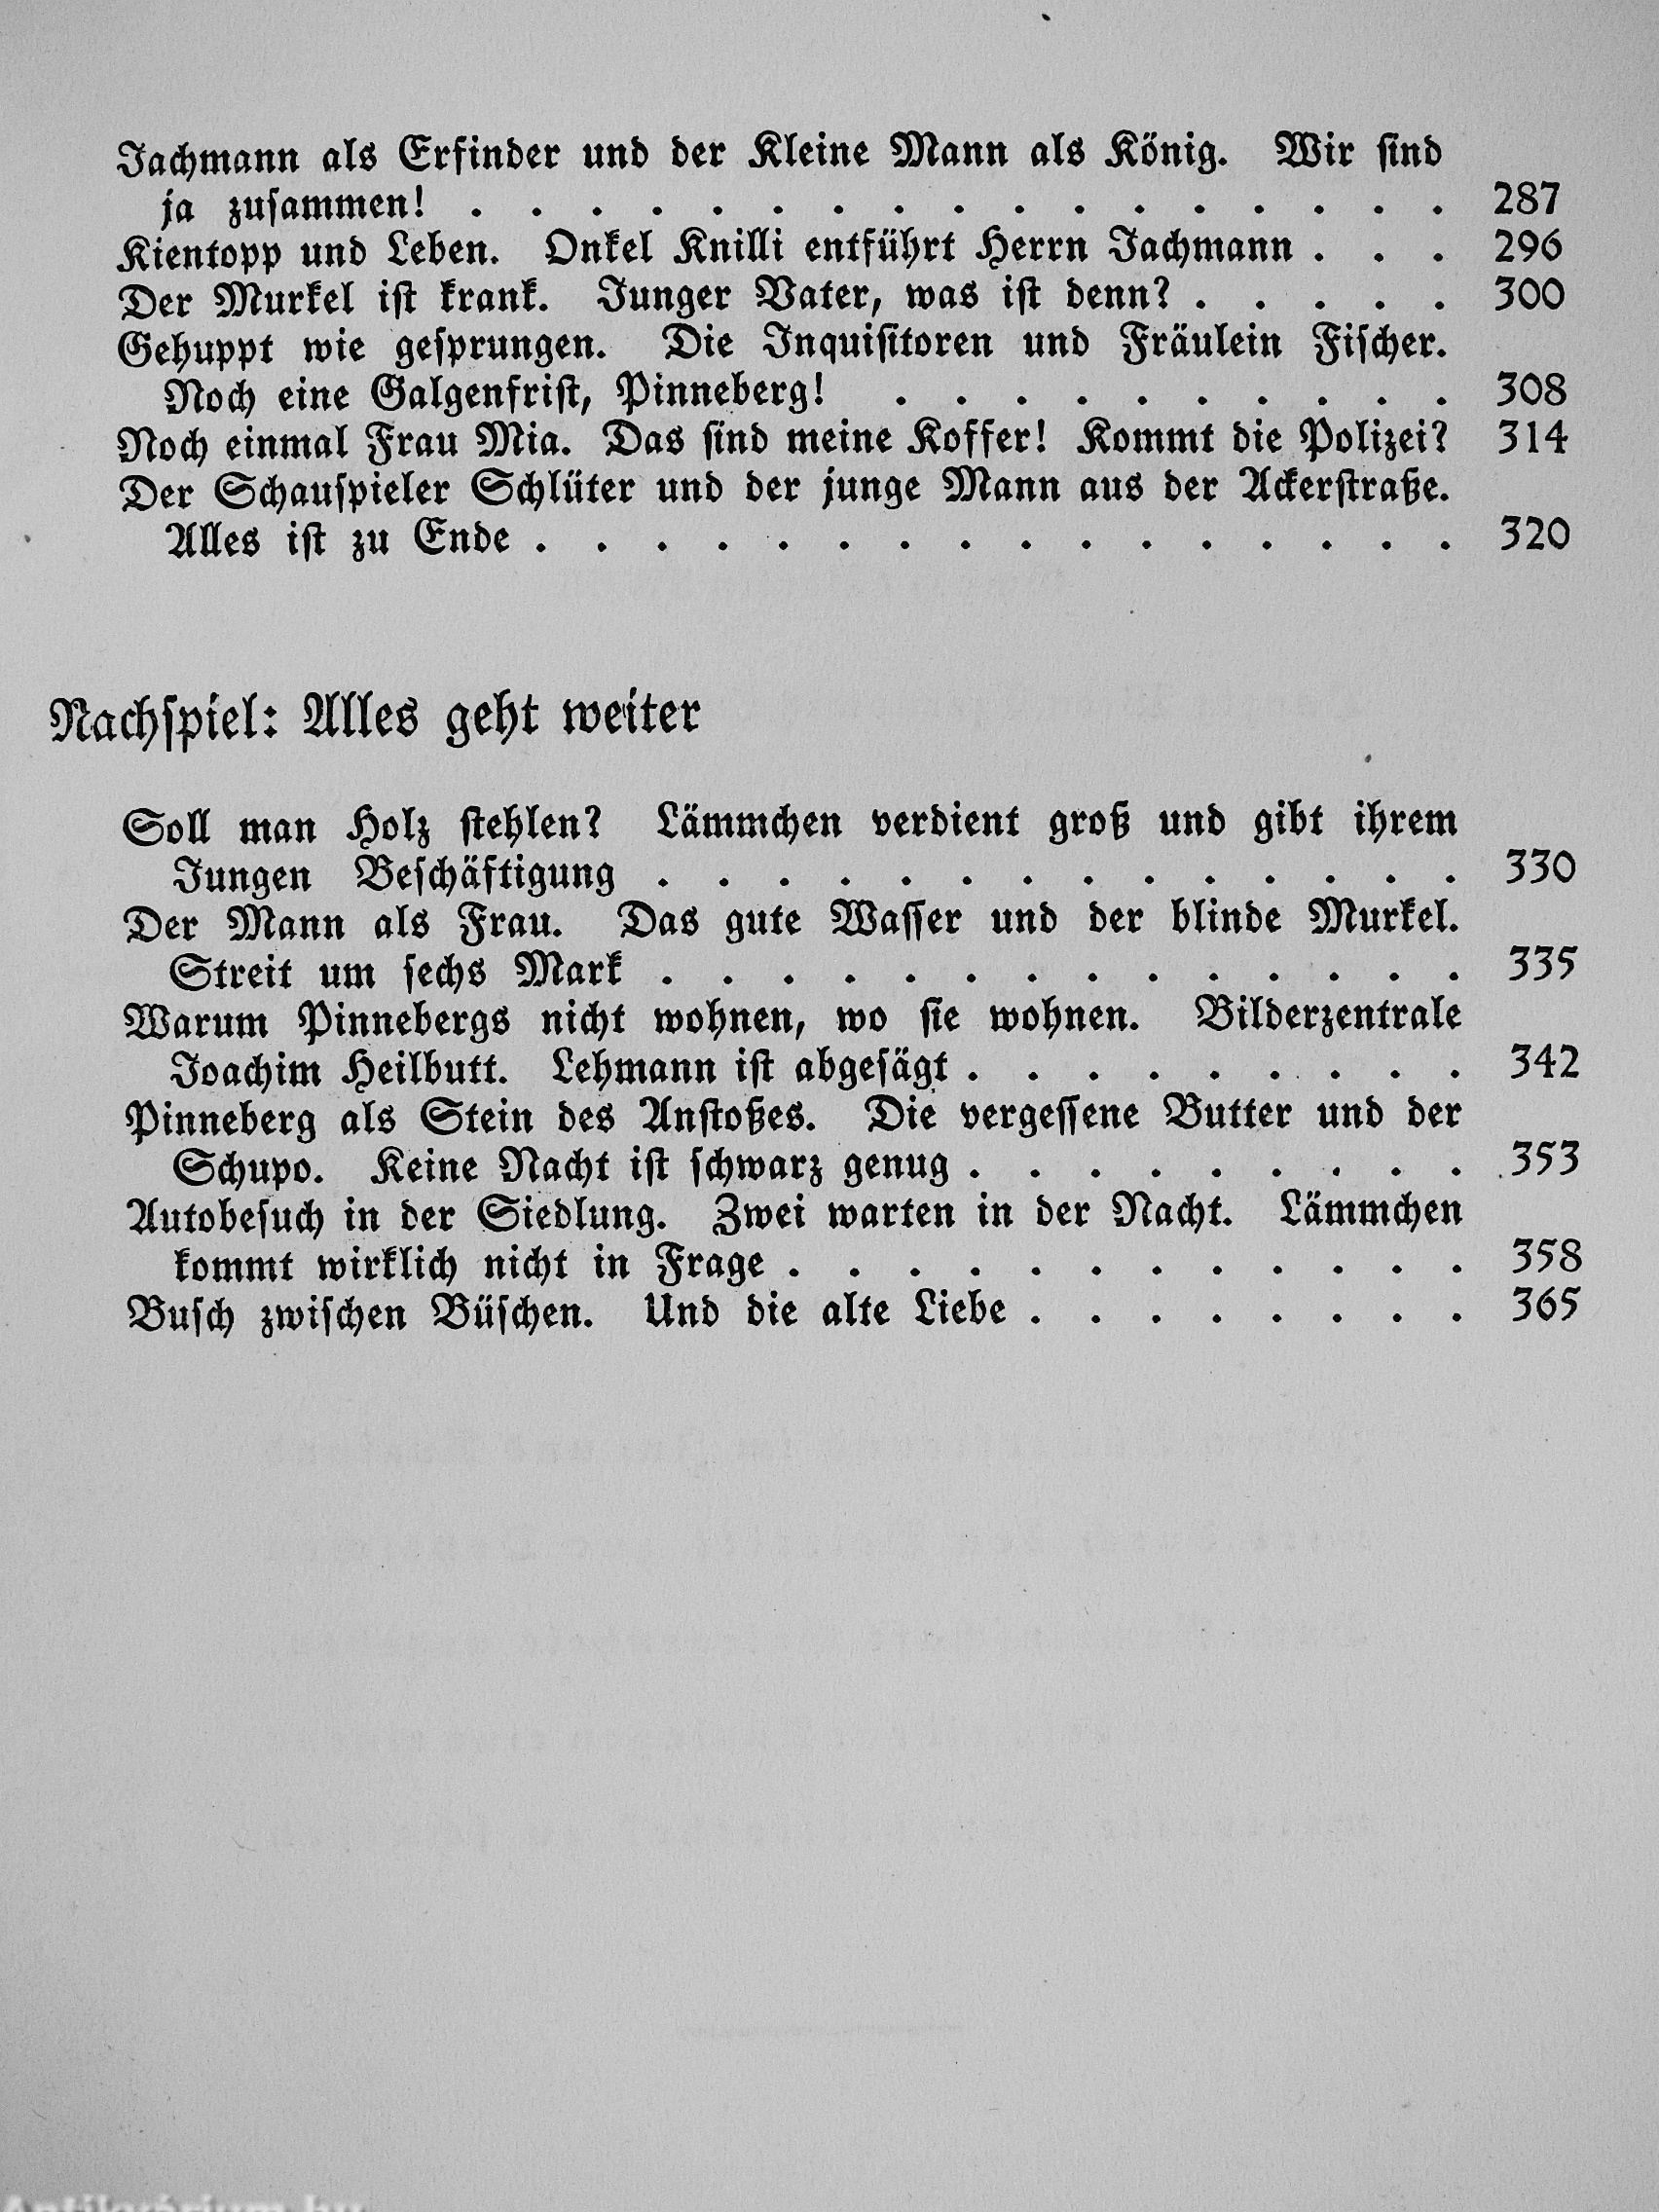 Jachmann als Erfinder und der Kleine Mann als König. Wir sind
ja zusammen! . . . . . . . . . . . . . . . . . 287
Kientopp und Leben. Onkel Knilli entführt Herrn Jachmann . . . 296
Der Murkel ist krank. Junger Vater, was ist denn? . . . . . 300
Gehuppt wie gesprungen. Die Inquisitoren und Fräulein Fischer.
Noch eine Galgenfrist, Pinneberg! . . . . . . . . . . 308
Noch einmal Frau Mia. Das sind meine Koffer! Kommt die Polizei? 314
Der Schauspieler Schlüter und der junge Mann aus der Ackerstraße.
Alles ist zu Ende . . . . . . . . . . . . . . . . 320
Nachspiel: Alles geht weiter
Soll man Holz stehlen? Lämmchen verdient groß und gibt ihrem
Jungen Beschäftigung . . . . . . . . . . . . . . 330
Der Mann als Frau. Das gute Wasser und der blinde Murkel.
Streit um sechs Mark . . . . . . . . . . . . . . 335
Warum Pinnebergs nicht wohnen, wo sie wohnen. Bilderzentrale
Joachim Heilbutt. Lehmann ist abgesägt . . . . . . . . . 342
Pinneberg als Stein des Anstoßes. Die vergessene Butter und der
Schupo. Keine Nacht ist schwarz genug . . . . . . . . . 353
Autobesuch in der Siedlung. Zwei warten in der Nacht. Lämmchen
kommt wirklich nicht in Frage . . . . . . . . . . . . 358
Busch zwischen Büschen. Und die alte Liebe . . . . . . . . 365